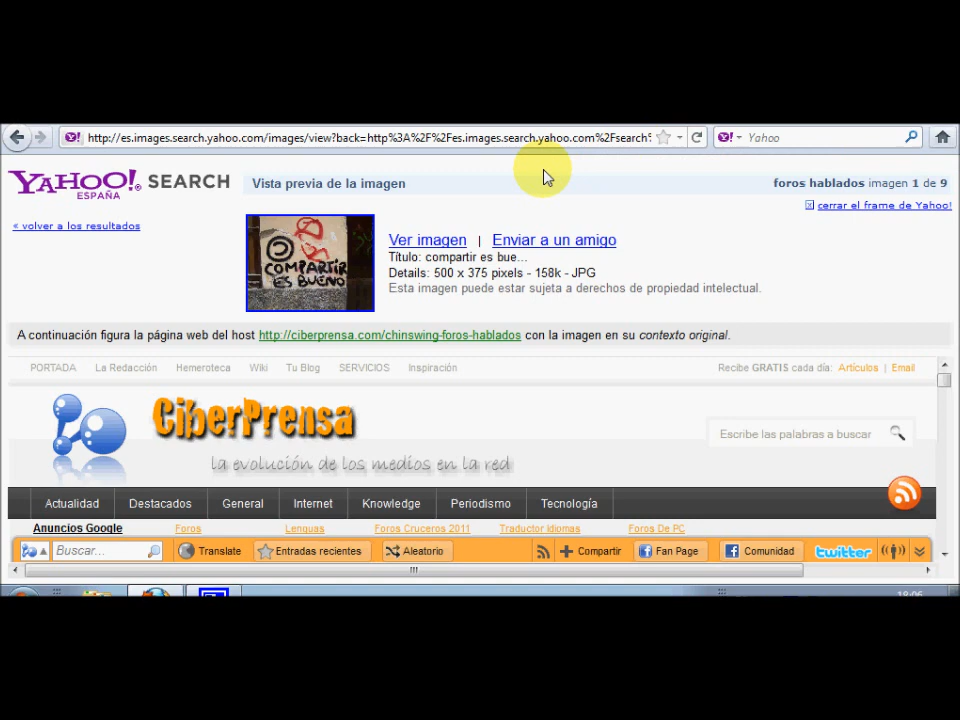 http://es.images.search.yahoo.com/images/view?back=http%3A%2F%2Fes.images.search.yahoo.com%2Fsearch%
Yahoo
YAHOO! SEARCH
ESPAÑA
Vista previa de la imagen
foros hablados imagen 1 de 9
cerrar el frame de Yahoo!
« volver a los resultados
COMPARTIR
ES BUENO
Ver imagen | Enviar a un amigo
Título: compartir es bue...
Details: 500 x 375 pixels - 158k - JPG
Esta imagen puede estar sujeta a derechos de propiedad intelectual.
A continuación figura la página web del host http://ciberprensa.com/chinswing-foros-hablados con la imagen en su contexto original.
PORTADA La Redacción Hemeroteca Wiki Tu Blog SERVICIOS Inspiración
Recibe GRATIS cada día: Artículos | Email
CiberPrensa
la evolución de los medios en la red
Escribe las palabras a buscar
Actualidad Destacados General Internet Knowledge Periodismo Tecnología
Anuncios Google Foros Lenguas Foros Cruceros 2011 Traductor Idiomas Foros De PC
Buscar... Translate Entradas recientes Aleatorio Compartir Fan Page Comunidad twitter
18:06